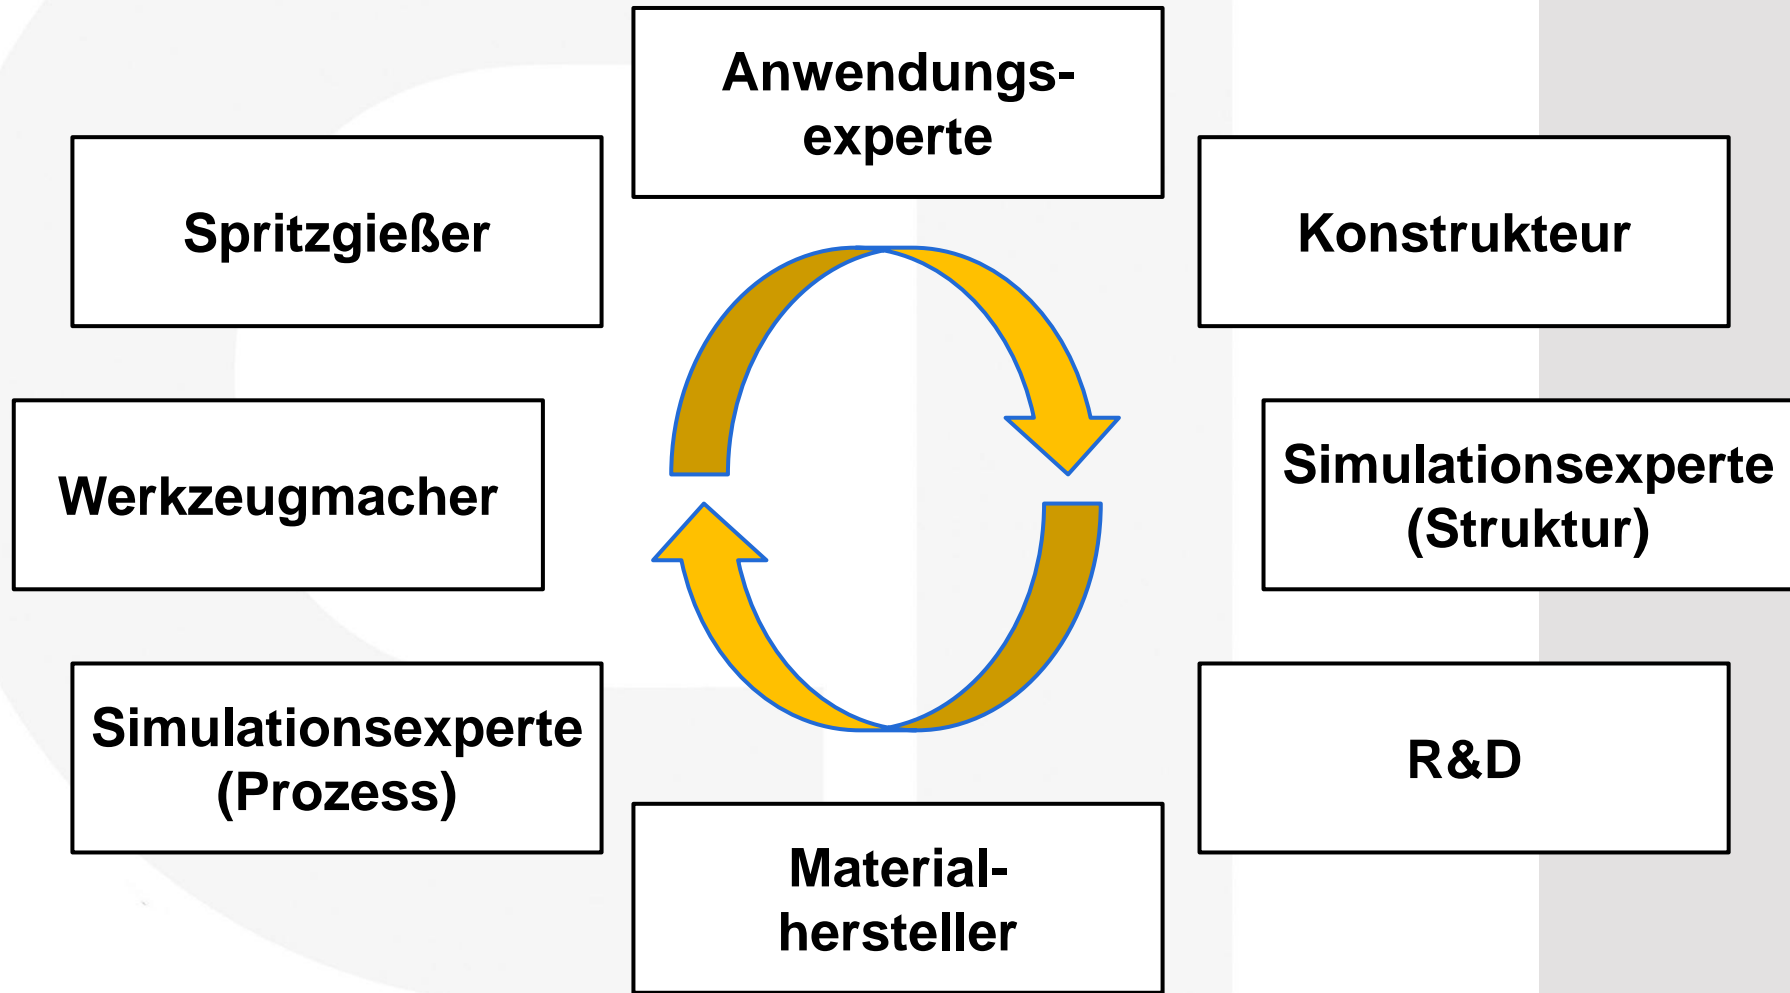 Anwendungs-
experte
Spritzgießer
Konstrukteur
Werkzeugmacher
Simulationsexperte
(Struktur)
Simulationsexperte
(Prozess)
R&D
Material-
hersteller